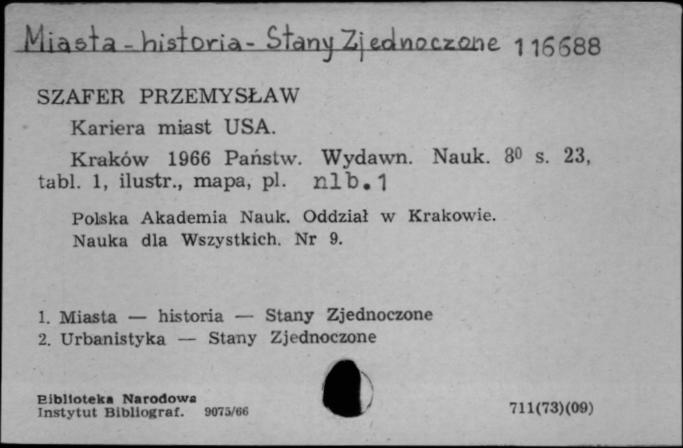 Miasta - historia - Stany Zjednoczone 116688
SZAFER PRZEMYSŁAW
Kariera miast USA.
Kraków 1966 Państw. Wydawn. Nauk. 8⁰ s. 23,
tabl. 1, ilustr., mapa, pl. nlb.1
Polska Akademia Nauk. Oddział w Krakowie.
Nauka dla Wszystkich. Nr 9.
1. Miasta — historia — Stany Zjednoczone
2. Urbanistyka — Stany Zjednoczone
Biblioteka Narodowa
Instytut Bibliograf. 9075/66 711(73)(09)